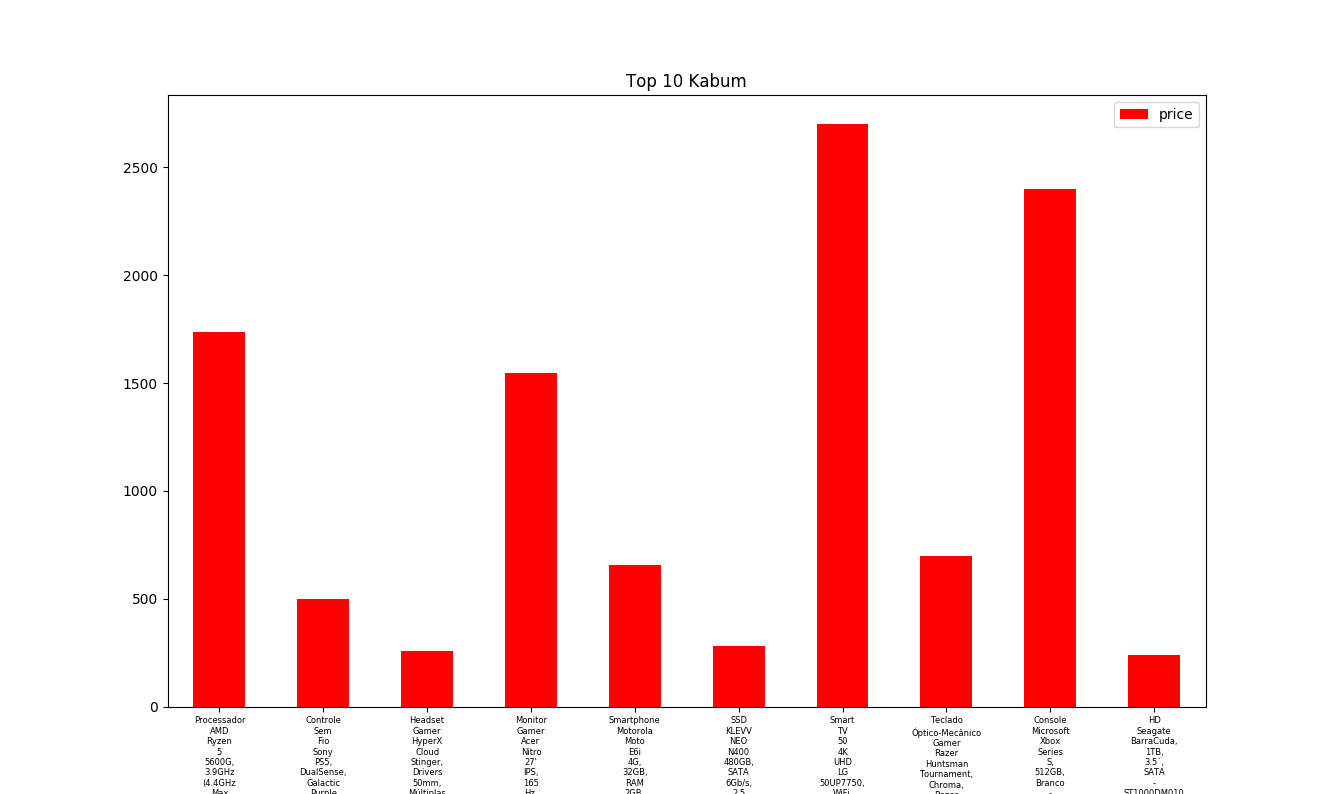 Top 10 Kabum
price
2500
2000
1500
1000
500
0
Processador
AMD
Ryzen
5
5600G,
3.9GHz
(4.4GHz
Max
Controle
Sem
Fio
Sony
PS5,
DualSense,
Galactic
Purple
Headset
Gamer
HyperX
Cloud
Stinger,
Drivers
50mm,
Múltiplas
Monitor
Gamer
Acer
Nitro
27'
IPS,
165
Hz,
Smartphone
Motorola
Moto
E6i
4G,
32GB,
RAM
2GB,
SSD
KLEVV
NEO
N400
480GB,
SATA
6Gb/s,
2.5
Smart
TV
50
4K
UHD
LG
50UP7750,
WiFi,
Teclado
Óptico-Mecânico
Gamer
Razer
Huntsman
Tournament,
Chroma,
Razer
Console
Microsoft
Xbox
Series
S,
512GB,
Branco
-
HD
Seagate
BarraCuda,
1TB,
3.5´,
SATA
-
ST1000DM010